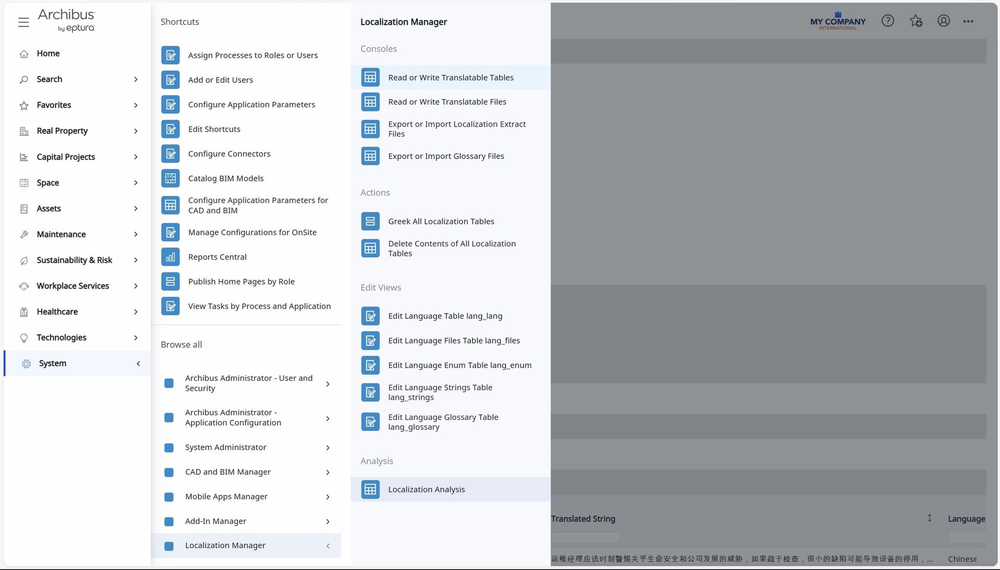 Archibus
by eptura
Home
Search
Favorites
Real Property
Capital Projects
Space
Assets
Maintenance
Sustainability & Risk
Workplace Services
Healthcare
Technologies
System
Shortcuts
Assign Processes to Roles or Users
Add or Edit Users
Configure Application Parameters
Edit Shortcuts
Configure Connectors
Catalog BIM Models
Configure Application Parameters for
CAD and BIM
Manage Configurations for OnSite
Reports Central
Publish Home Pages by Role
View Tasks by Process and Application
Browse all
Archibus Administrator - User and
Security
Archibus Administrator -
Application Configuration
System Administrator
CAD and BIM Manager
Mobile Apps Manager
Add-In Manager
Localization Manager
Localization Manager
Consoles
Read or Write Translatable Tables
Read or Write Translatable Files
Export or Import Localization Extract
Files
Export or Import Glossary Files
Actions
Greek All Localization Tables
Delete Contents of All Localization
Tables
Edit Views
Edit Language Table lang_lang
Edit Language Files Table lang_files
Edit Language Enum Table lang_enum
Edit Language Strings Table
lang_strings
Edit Language Glossary Table
lang_glossary
Analysis
Localization Analysis
MY COMPANY
INTERNATIONAL
Translated String
Language
运维经理应该时刻警惕关乎生命安全和公司发展的威胁，如果疏于检查，很小的缺陷可能导致设备的停用，...
Chinese